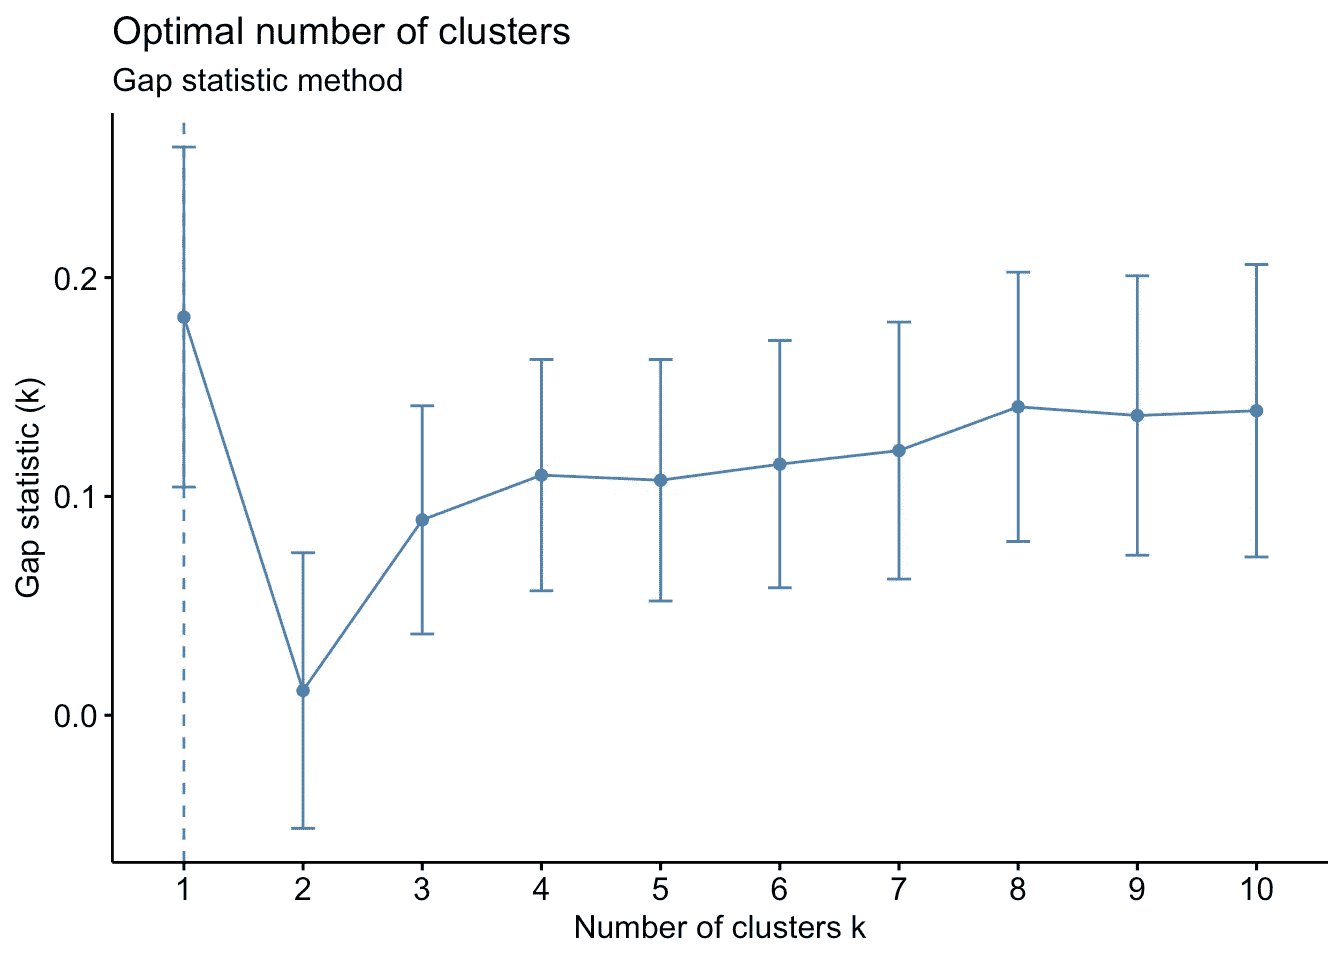 Optimal number of clusters
Gap statistic method
Gap statistic (k)
0.2
0.1
0.0
1 2 3 4 5 6 7 8 9 10
Number of clusters k